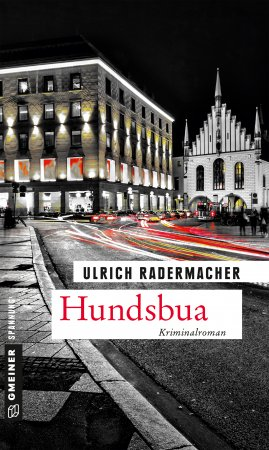 ULRICH RADERMACHER
Hundsbua
Kriminalroman
GMEINER SPANNUNG